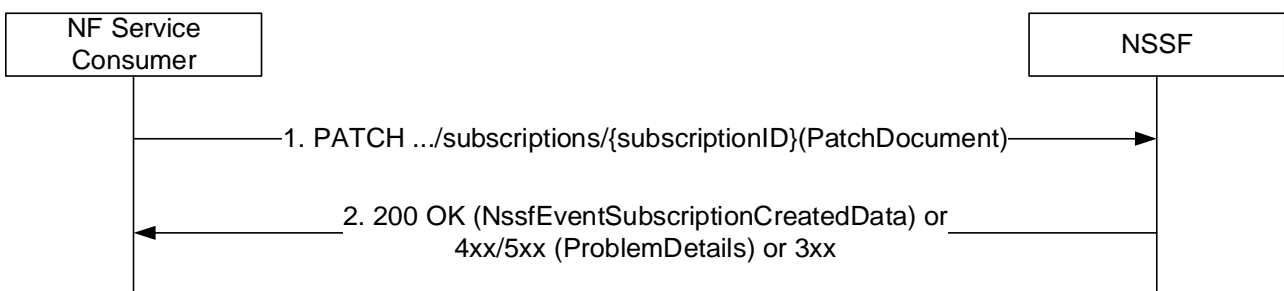 NF Service
Consumer
NSSF
1. PATCH .../subscriptions/{subscriptionID}(PatchDocument)
2. 200 OK (NssfEventSubscriptionCreatedData) or
4xx/5xx (ProblemDetails) or 3xx